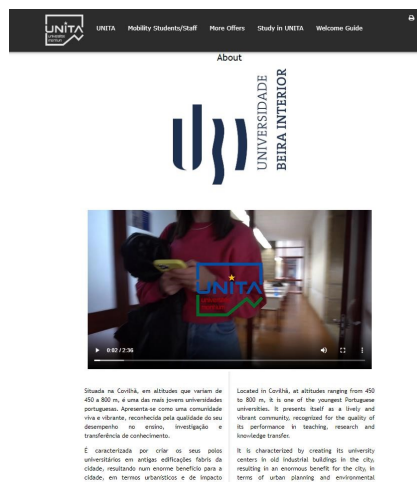 UNITA
universitas
montium
UNITA Mobility Students/Staff More Offers Study in UNITA Welcome Guide
About
UNIVERSIDADE
BEIRA INTERIOR
UNITA
universitas
montium
0:02 / 2:36
Situada na Covilhã, em altitudes que variam de
450 a 800 m, é uma das mais jovens universidades
portuguesas. Apresenta-se como uma comunidade
viva e vibrante, reconhecida pela qualidade do seu
desempenho no ensino, investigação e
transferência de conhecimento.
É caracterizada por criar os seus polos
universitários em antigas edificações fabris da
cidade, resultando num enorme benefício para a
cidade, em termos urbanísticos e de impacto
Located in Covilhã, at altitudes ranging from 450
to 800 m, it is one of the youngest Portuguese
universities. It presents itself as a lively and
vibrant community, recognized for the quality of
its performance in teaching, research and
knowledge transfer.
It is characterized by creating its university
centers in old industrial buildings in the city,
resulting in an enormous benefit for the city, in
terms of urban planning and environmental